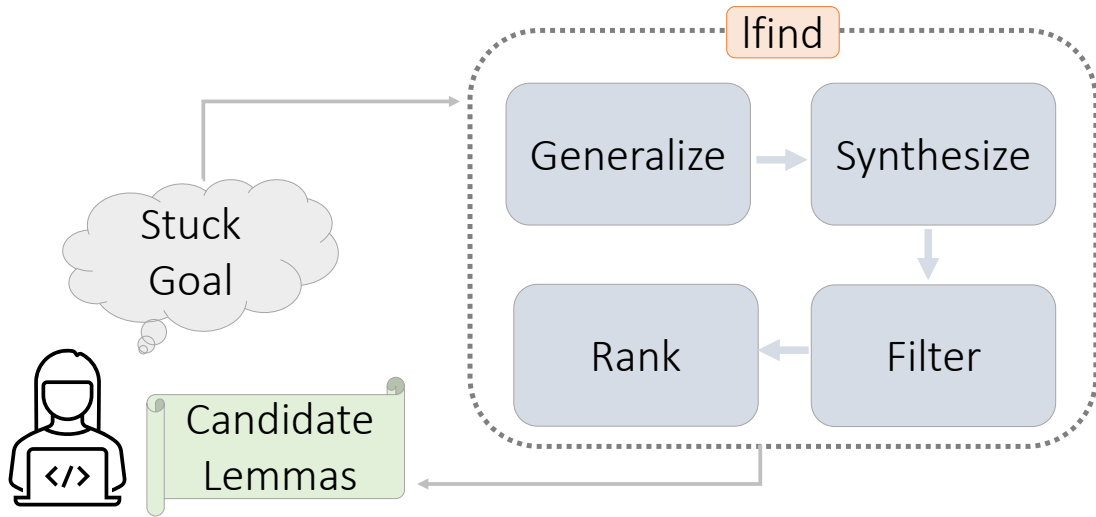 lfind
Generalize
Synthesize
Stuck
Goal
Rank
Filter
Candidate
Lemmas
</>